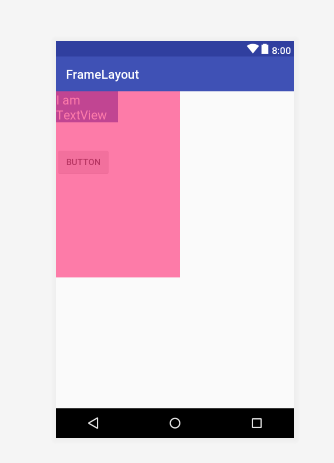 8:00
FrameLayout
I am
TextView
BUTTON